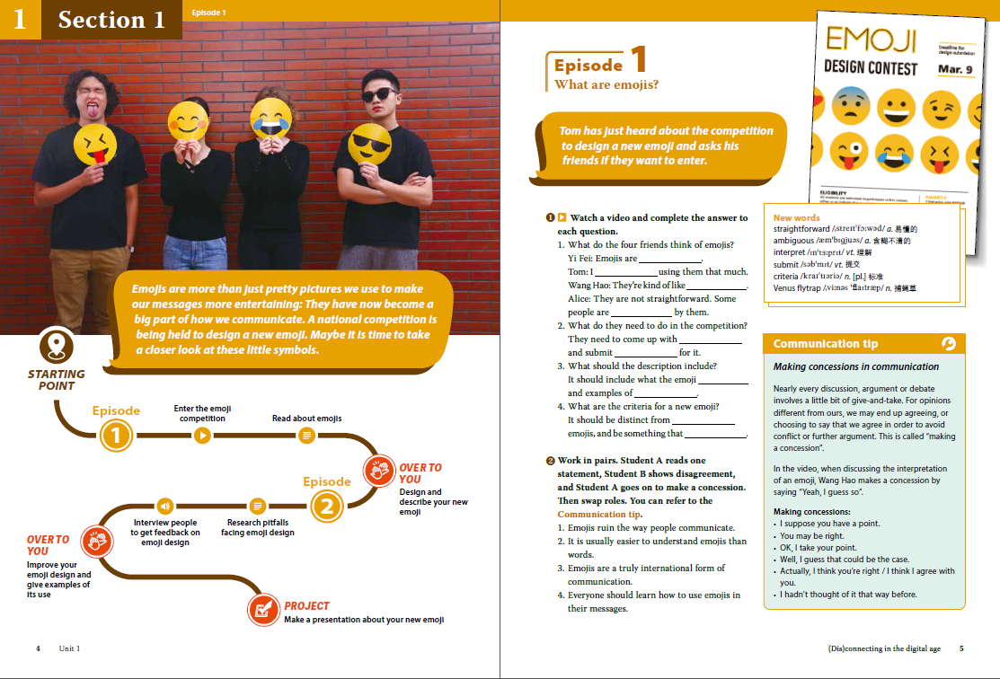 1
Section 1
Episode 1
Emojis are more than just pretty pictures we use to make
our messages more entertaining: They have now become a
big part of how we communicate. A national competition is
being held to design a new emoji. Maybe it is time to take
a closer look at these little symbols.
STARTING
POINT
Episode
1
Enter the emoji
competition
Read about emojis
OVER TO
YOU
Design and
describe your new
emoji
Episode
2
Research pitfalls
facing emoji design
Interview people
to get feedback on
emoji design
OVER TO
YOU
Improve your
emoji design and
give examples of
its use
PROJECT
Make a presentation about your new emoji
4
Unit 1
Episode 1
What are emojis?
EMOJI
DESIGN CONTEST
Deadline for
design submission
Mar. 9
ELIGIBILITY
AWARDS
Tom has just heard about the competition
to design a new emoji and asks his
friends if they want to enter.
1 Watch a video and complete the answer to
each question.
1. What do the four friends think of emojis?
Yi Fei: Emojis are ____________.
Tom: I ____________ using them that much.
Wang Hao: They're kind of like ____________.
Alice: They are not straightforward. Some
people are ____________ by them.
2. What do they need to do in the competition?
They need to come up with ____________
and submit ____________ for it.
3. What should the description include?
It should include what the emoji ____________
and examples of ____________.
4. What are the criteria for a new emoji?
It should be distinct from ____________
emojis, and be something that ____________.
2 Work in pairs. Student A reads one
statement, Student B shows disagreement,
and Student A goes on to make a concession.
Then swap roles. You can refer to the
Communication tip.
1. Emojis ruin the way people communicate.
2. It is usually easier to understand emojis than
words.
3. Emojis are a truly international form of
communication.
4. Everyone should learn how to use emojis in
their messages.
New words
straightforward /ˌstreɪtˈfɔːwəd/ a. 易懂的
ambiguous /æmˈbɪɡjuəs/ a. 含糊不清的
interpret /ɪnˈtɜːprɪt/ vt. 理解
submit /səbˈmɪt/ vt. 提交
criteria /kraɪˈtɪəriə/ n. [pl.] 标准
Venus flytrap /ˌviːnəs ˈflaɪtræp/ n. 捕蝇草
Communication tip
Making concessions in communication
Nearly every discussion, argument or debate
involves a little bit of give-and-take. For opinions
different from ours, we may end up agreeing, or
choosing to say that we agree in order to avoid
conflict or further argument. This is called "making
a concession".
In the video, when discussing the interpretation
of an emoji, Wang Hao makes a concession by
saying "Yeah, I guess so".
Making concessions:
• I suppose you have a point.
• You may be right.
• OK, I take your point.
• Well, I guess that could be the case.
• Actually, I think you're right / I think I agree with
you.
• I hadn't thought of it that way before.
(Dis)connecting in the digital age
5